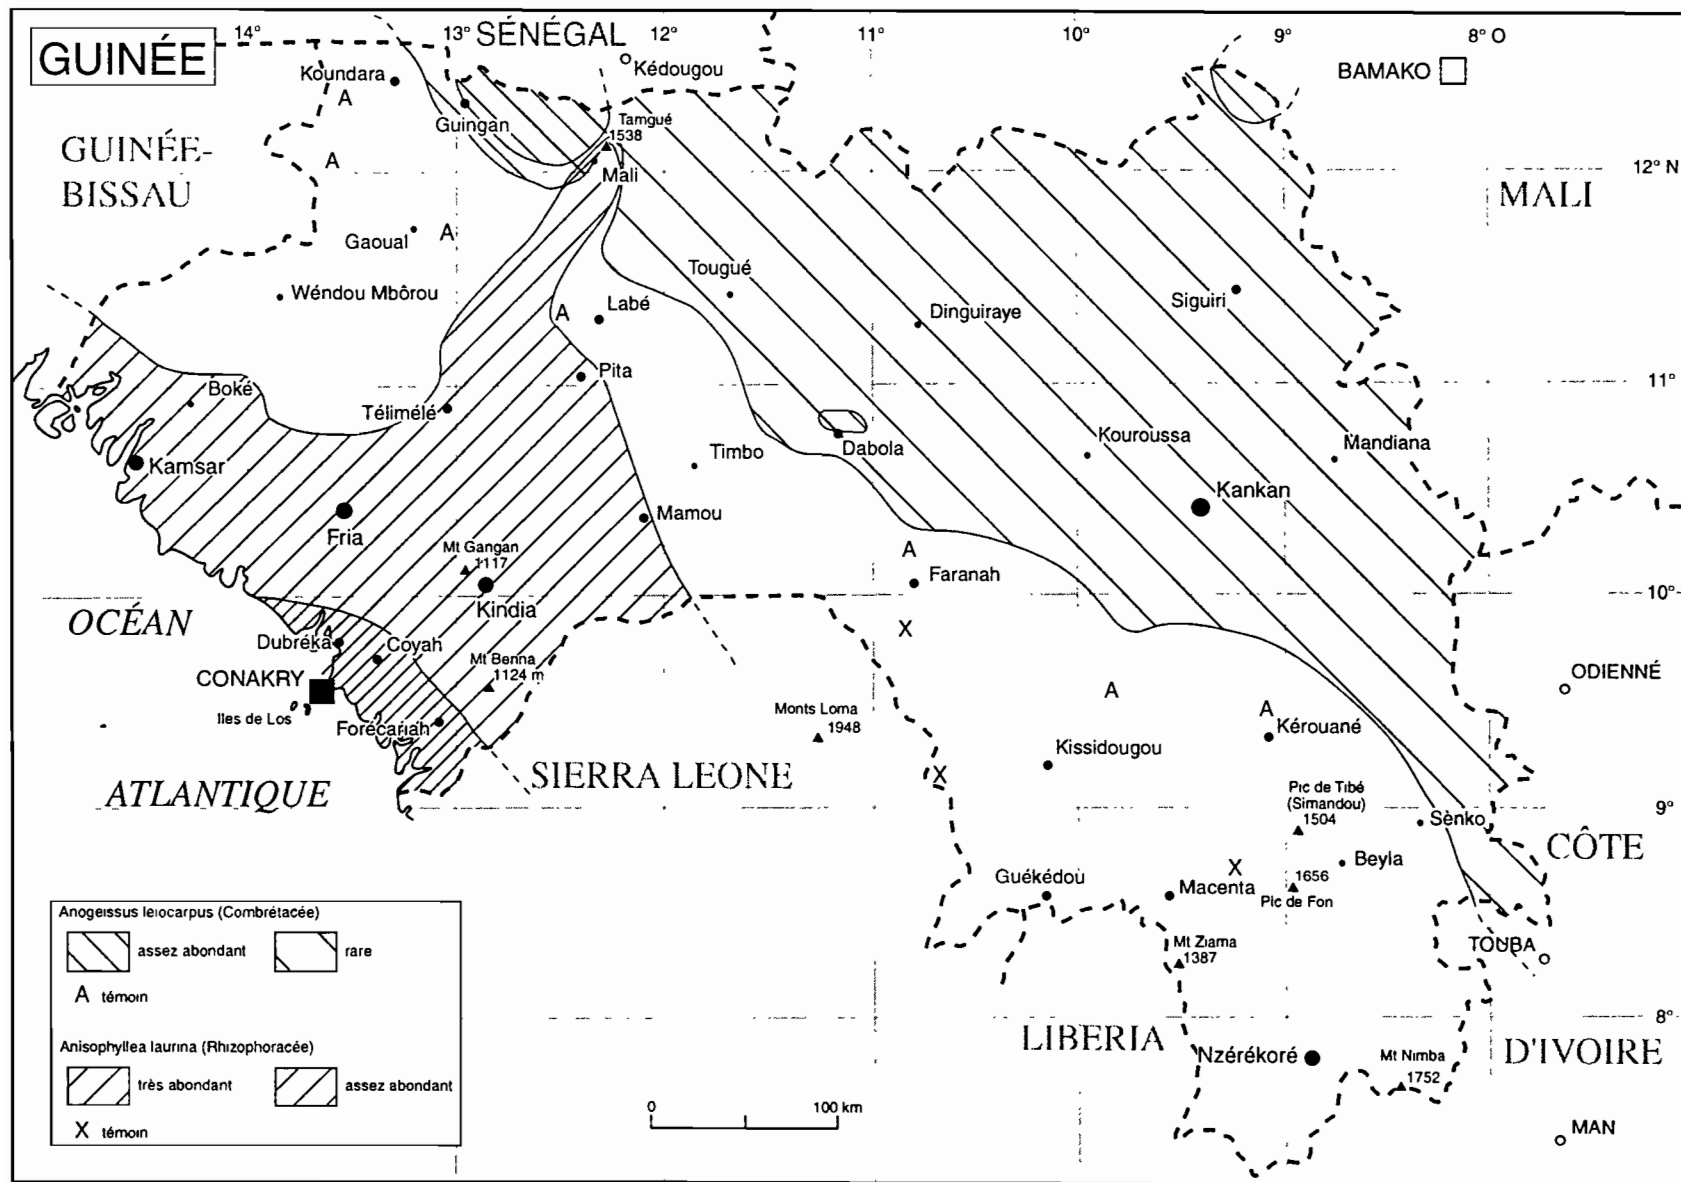 GUINÉE
14°
13°
SÉNÉGAL
12°
11°
10°
9°
8° O
Koundara
A
Kédougou
BAMAKO
Guingan
Tamgué
1538
GUINÉE-
BISSAU
A
Mali
12° N
MALI
Gaoual
A
Tougué
Wéndou Mbôrou
Labé
A
Dinguiraye
Siguiri
Pita
11°
Boké
Télimélé
Timbo
Dabola
Kouroussa
Mandiana
Kamsar
Kankan
Fria
Mamou
Mt Gangan
1117
A
Faranah
Kindia
10°
OCÉAN
X
Dubréka
A
Coyah
Mt Benna
1124 m
CONAKRY
A
ODIENNÉ
Iles de Los
Forécariah
Monts Loma
1948
A
Kérouané
Kissidougou
SIERRA LEONE
X
ATLANTIQUE
Pic de Tibé
(Simandou)
1504
9°
Sènko
CÔTE
Beyla
X
Guékédou
Macenta
1656
Pic de Fon
Mt Ziama
1387
TOUBA
8°
LIBERIA
D'IVOIRE
Nzérékoré
Mt Nimba
1752
MAN
Anogeissus leiocarpus (Combrétacée)
assez abondant
rare
A témoin
Anisophyllea laurina (Rhizophoracée)
très abondant
assez abondant
X témoin
0
100 km